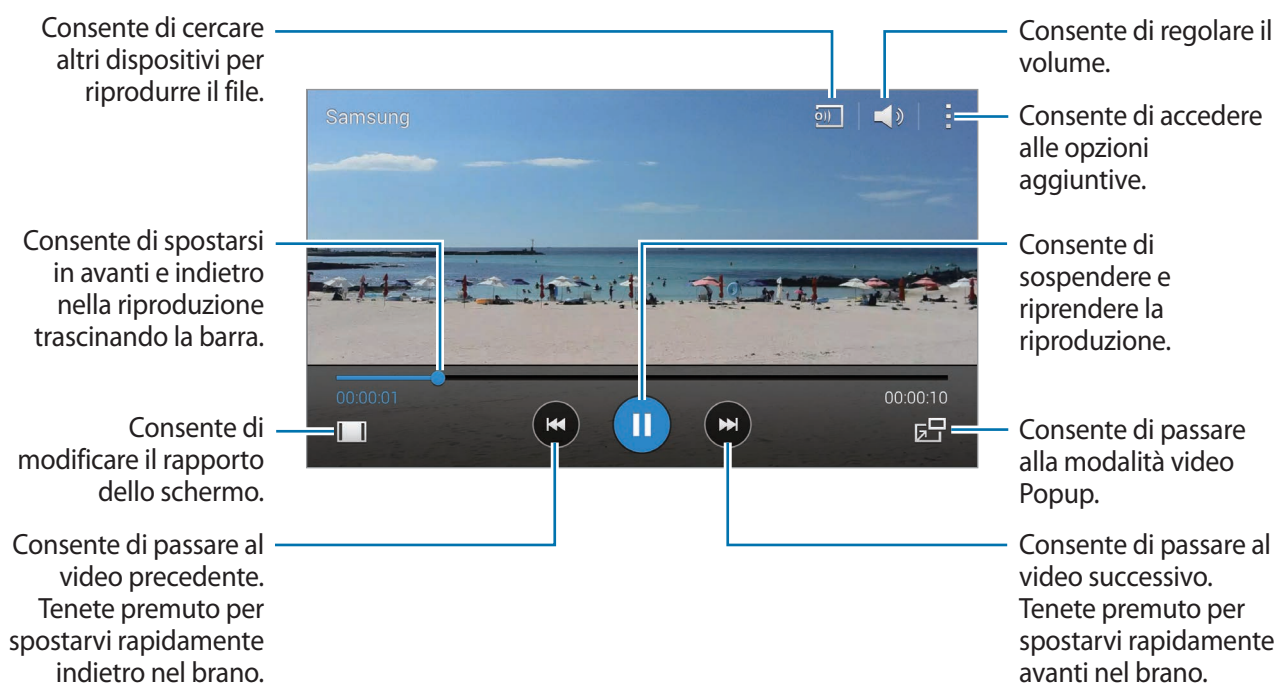 Consente di cercare
altri dispositivi per
riprodurre il file.
Consente di regolare il
volume.
Samsung
Consente di accedere
alle opzioni
aggiuntive.
Consente di spostarsi
in avanti e indietro
nella riproduzione
trascinando la barra.
Consente di
sospendere e
riprendere la
riproduzione.
00:00:01
00:00:10
Consente di
modificare il rapporto
dello schermo.
Consente di passare
alla modalità video
Popup.
Consente di passare al
video precedente.
Tenete premuto per
spostarvi rapidamente
indietro nel brano.
Consente di passare al
video successivo.
Tenete premuto per
spostarvi rapidamente
avanti nel brano.